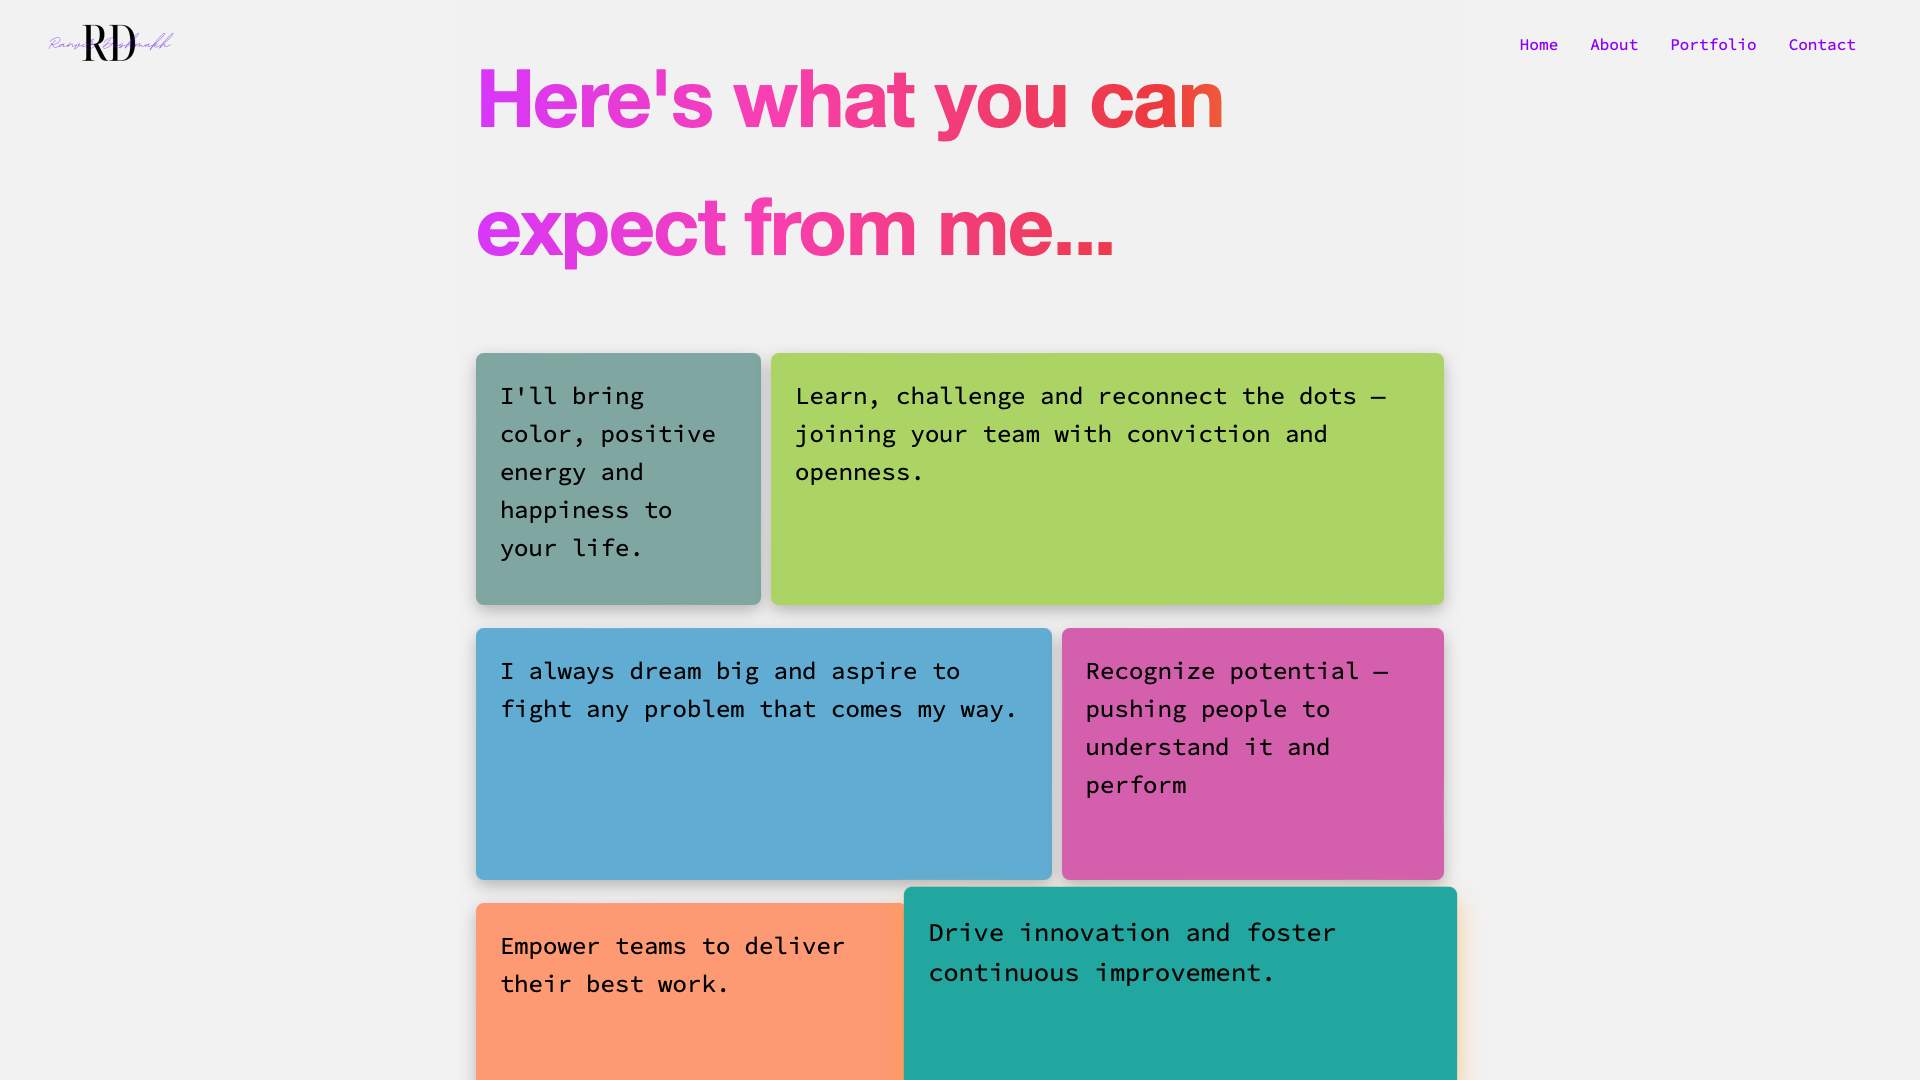 RD
Home About Portfolio Contact
Here's what you can
expect from me...
I'll bring
color, positive
energy and
happiness to
your life.
Learn, challenge and reconnect the dots —
joining your team with conviction and
openness.
I always dream big and aspire to
fight any problem that comes my way.
Recognize potential —
pushing people to
understand it and
perform
Empower teams to deliver
their best work.
Drive innovation and foster
continuous improvement.